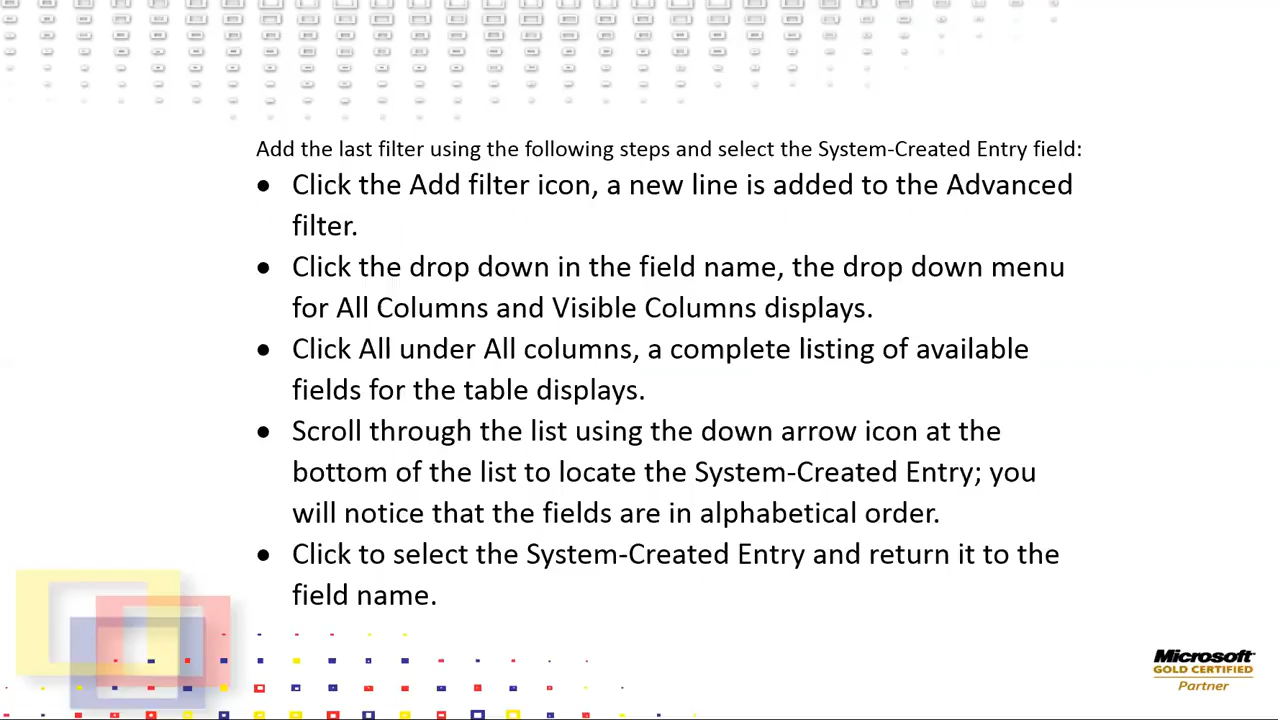 Add the last filter using the following steps and select the System-Created Entry field:
• Click the Add filter icon, a new line is added to the Advanced
filter.
• Click the drop down in the field name, the drop down menu
for All Columns and Visible Columns displays.
• Click All under All columns, a complete listing of available
fields for the table displays.
• Scroll through the list using the down arrow icon at the
bottom of the list to locate the System-Created Entry; you
will notice that the fields are in alphabetical order.
• Click to select the System-Created Entry and return it to the
field name.
Microsoft
GOLD CERTIFIED
Partner